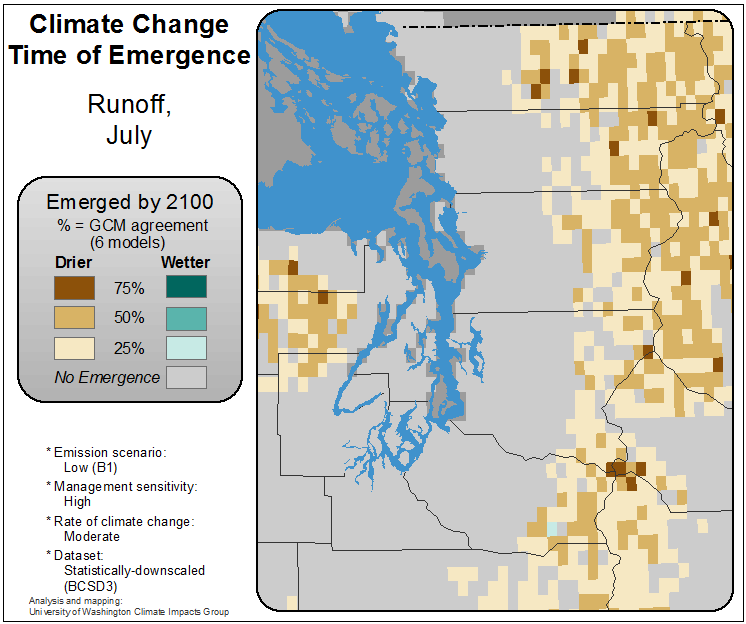 Climate Change
Time of Emergence
Runoff,
July
Emerged by 2100
% = GCM agreement
(6 models)
Drier Wetter
75%
50%
25%
No Emergence
* Emission scenario:
Low (B1)
* Management sensitivity:
High
* Rate of climate change:
Moderate
* Dataset:
Statistically-downscaled
(BCSD3)
Analysis and mapping:
University of Washington Climate Impacts Group